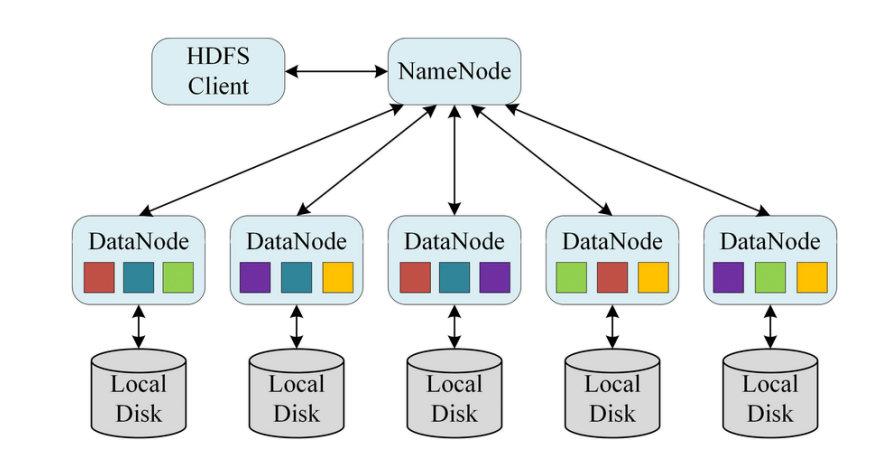 HDFS
Client
NameNode
DataNode
DataNode
DataNode
DataNode
DataNode
Local
Disk
Local
Disk
Local
Disk
Local
Disk
Local
Disk